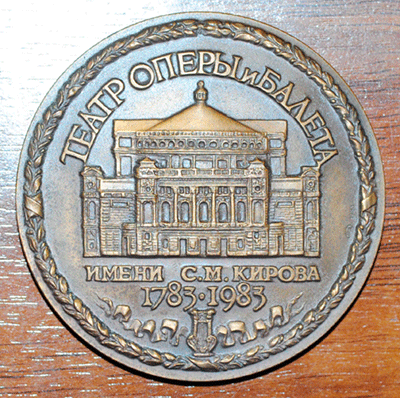 ТЕАТР ОПЕРЫ и БАЛЕТА
ИМЕНИ С.М. КИРОВА
1783·1983